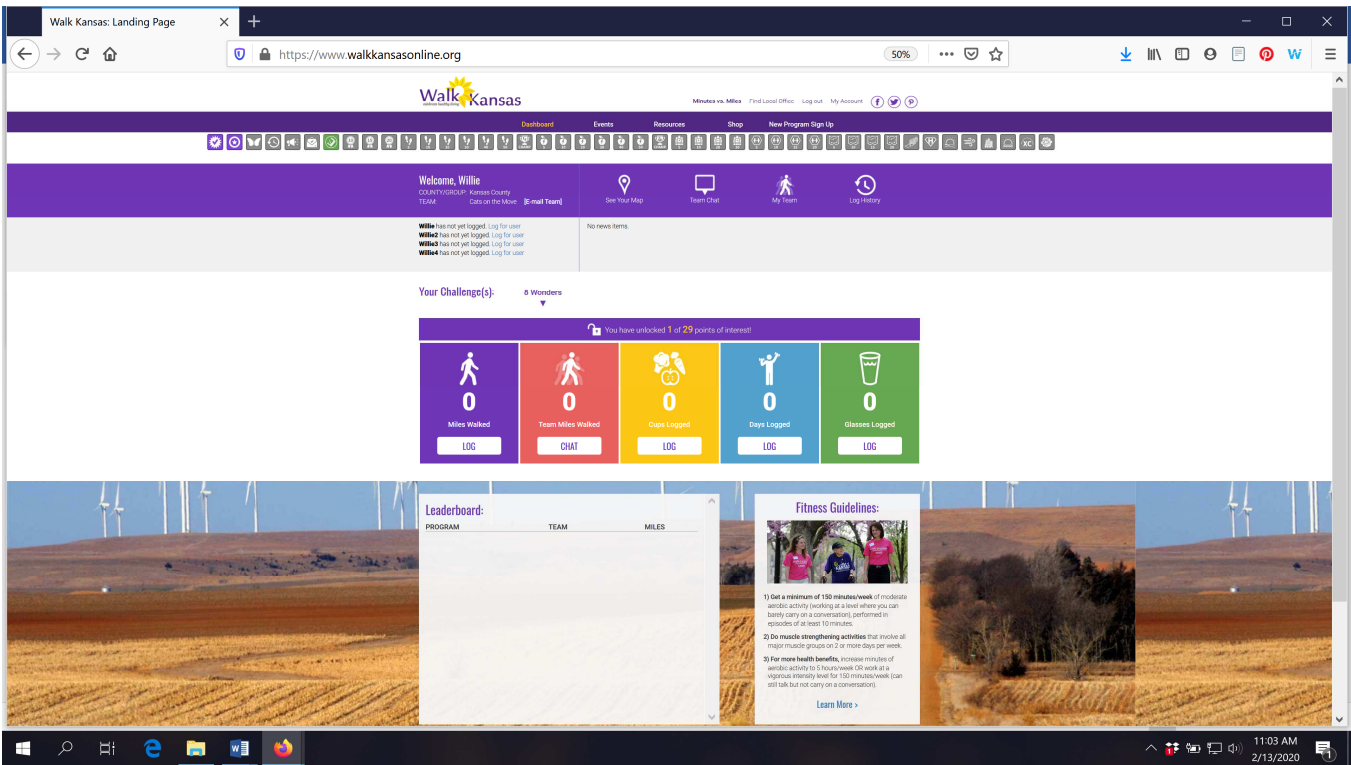 Walk Kansas: Landing Page
https://www.walkkansasonline.org
50%
Walk Kansas
Minutes vs. Miles Find Local Office Log out My Account
Dashboard Events Resources Shop New Program Sign Up
Welcome, Willie
COUNTY/GROUP: Kansas County
TEAM: Cats on the Move [E-mail Team]
See Your Map Team Chat My Team Log History
Willie has not yet logged. Log for user
Willie2 has not yet logged. Log for user
Willie3 has not yet logged. Log for user
Willie4 has not yet logged. Log for user
No news items.
Your Challenge(s): 8 Wonders
You have unlocked 1 of 29 points of interest!
0 0 0 0 0
Miles Walked Team Miles Walked Cups Logged Days Logged Glasses Logged
LOG CHAT LOG LOG LOG
Leaderboard:
PROGRAM TEAM MILES
Fitness Guidelines:
1) Get a minimum of 150 minutes/week of moderate
aerobic activity (working at a level where you can
barely carry on a conversation), performed in
episodes of at least 10 minutes.
2) Do muscle strengthening activities that involve all
major muscle groups on 2 or more days per week.
3) For more health benefits, increase minutes of
aerobic activity to 5 hours/week OR work at a
vigorous intensity level for 150 minutes/week (can
still talk but not carry on a conversation).
Learn More >
11:03 AM
2/13/2020